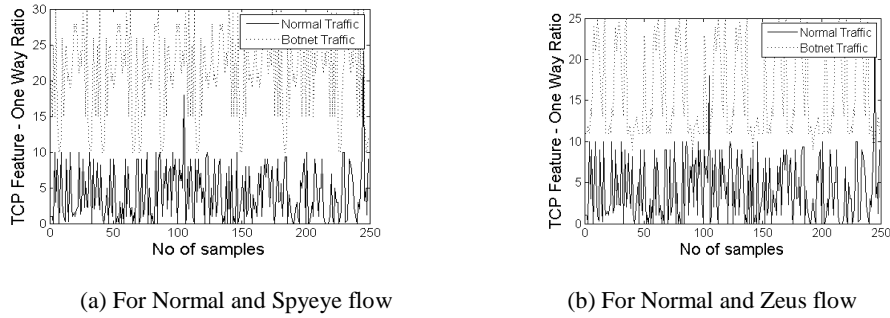 30
25
20
15
10
5
0
TCP Feature - One Way Ratio
Normal Traffic
Botnet Traffic
0 50 100 150 200 250
No of samples
(a) For Normal and Spyeye flow
25
20
15
10
5
0
TCP Feature - One Way Ratio
Normal Traffic
Botnet Traffic
0 50 100 150 200 250
No of samples
(b) For Normal and Zeus flow